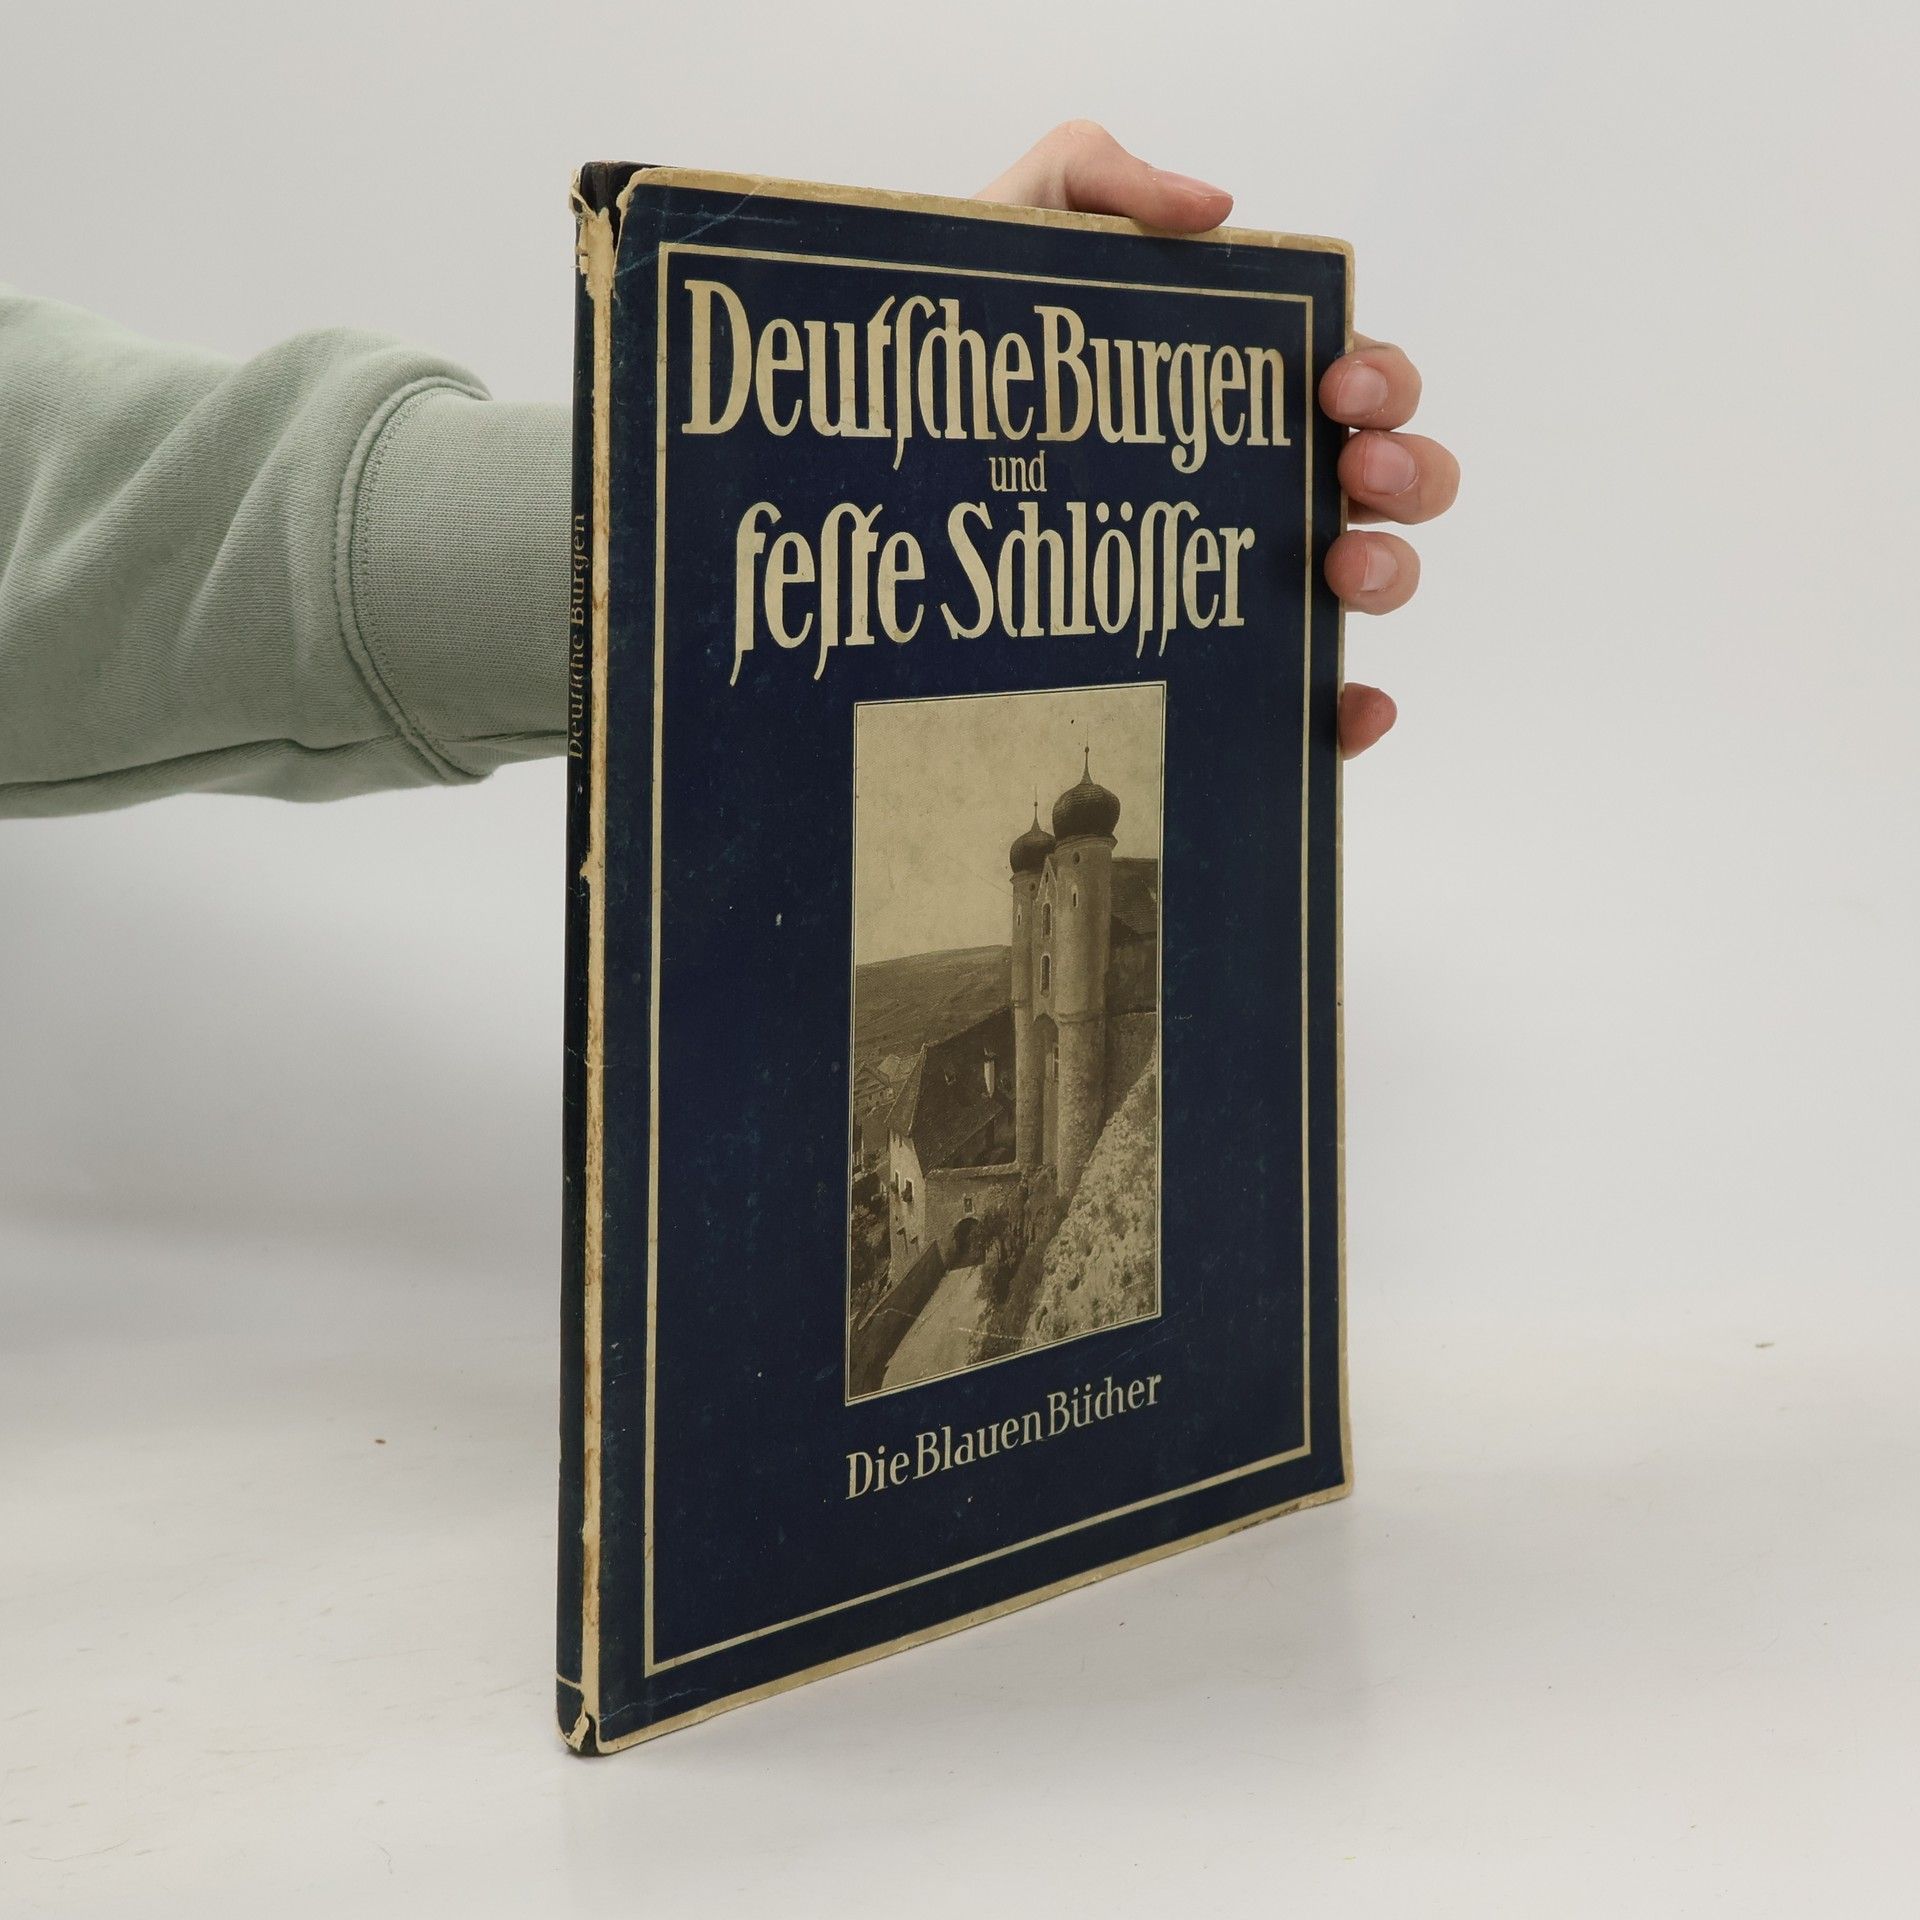 Deutſche Burgen
und
feſte Schlöſſer
Die Blauen Bücher
Deutſche Burgen